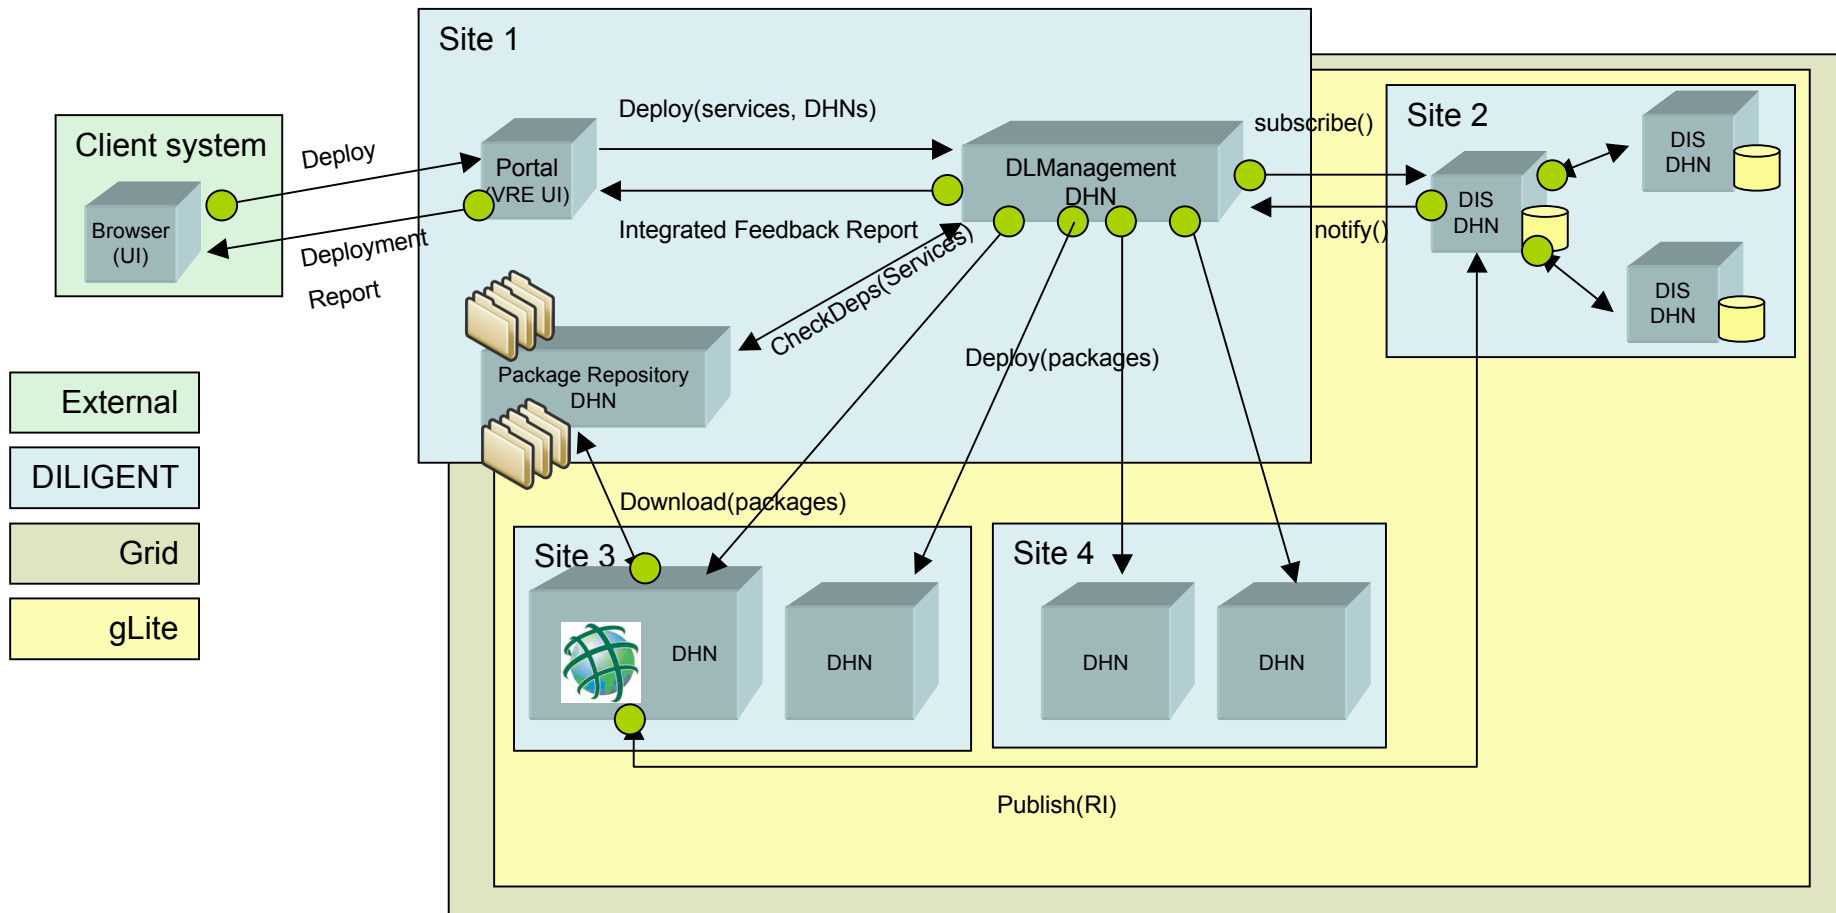 Site 1
Client system
Browser
(UI)
Deploy
Deployment
Report
Portal
(VRE UI)
Deploy(services, DHNs)
Integrated Feedback Report
DLManagement
DHN
subscribe()
notify()
Site 2
DIS
DHN
DIS
DHN
DIS
DHN
CheckDeps(Services)
Package Repository
DHN
Deploy(packages)
Download(packages)
External
DILIGENT
Grid
gLite
Site 3
DHN
DHN
Site 4
DHN
DHN
Publish(RI)